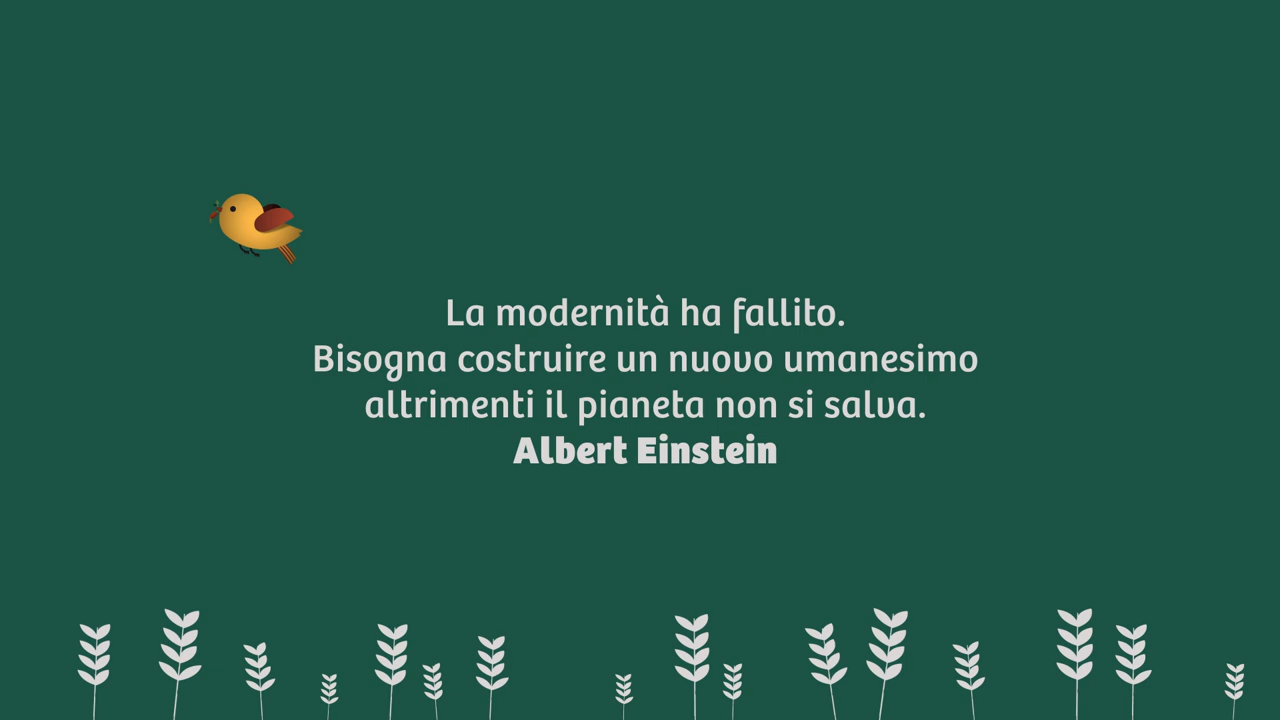 La modernità ha fallito.
Bisogna costruire un nuovo umanesimo
altrimenti il pianeta non si salva.
Albert Einstein